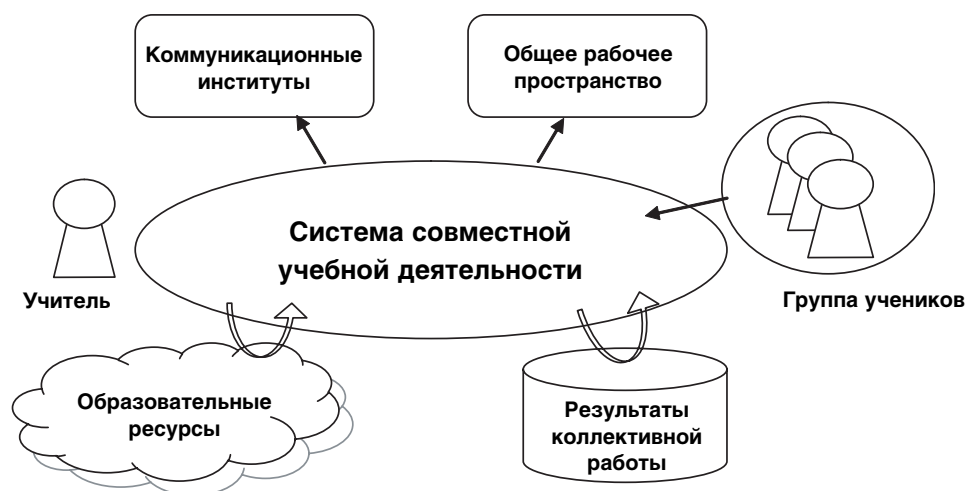 Коммуникационные
институты
Общее рабочее
пространство
Система совместной
учебной деятельности
Учитель
Группа учеников
Образовательные
ресурсы
Результаты
коллективной
работы